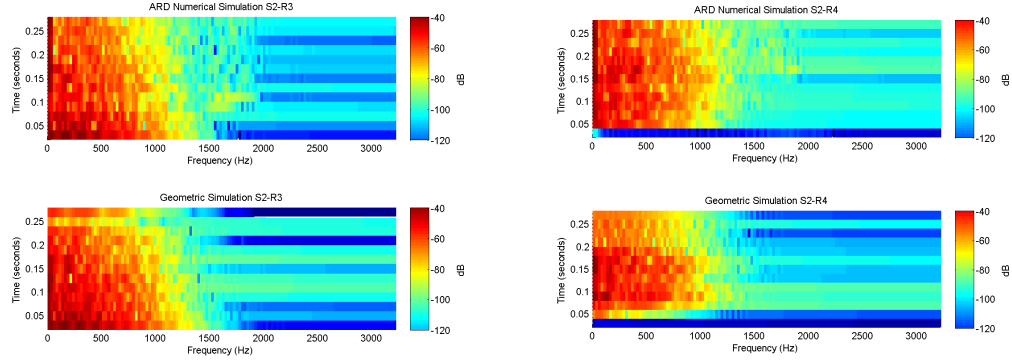 ARD Numerical Simulation S2-R3
Time (seconds)
0.25
0.2
0.15
0.1
0.05
0 500 1000 1500 2000 2500 3000
Frequency (Hz)
-40
-60
-80
-100
-120
dB
ARD Numerical Simulation S2-R4
Time (seconds)
0.25
0.2
0.15
0.1
0.05
0 500 1000 1500 2000 2500 3000
Frequency (Hz)
-40
-60
-80
-100
-120
dB
Geometric Simulation S2-R3
Time (seconds)
0.25
0.2
0.15
0.1
0.05
0 500 1000 1500 2000 2500 3000
Frequency (Hz)
-40
-60
-80
-100
-120
dB
Geometric Simulation S2-R4
Time (seconds)
0.25
0.2
0.15
0.1
0.05
0 500 1000 1500 2000 2500 3000
Frequency (Hz)
-40
-60
-80
-100
-120
dB